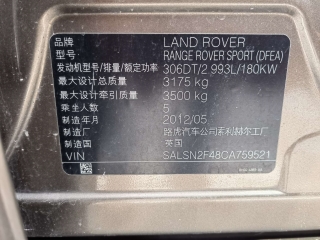 品牌 LAND ROVER
型号 RANGE ROVER SPORT (DFEA)
发动机型号/排量/额定功率 306DT/2.993L/180KW
最大设计总质量 3175 kg
最大设计牵引质量 3500 kg
乘坐人数 5
制造年月 2012/05
制造厂 路虎汽车公司索利赫尔工厂
制造国 英国
VIN SALSN2F48CA759521